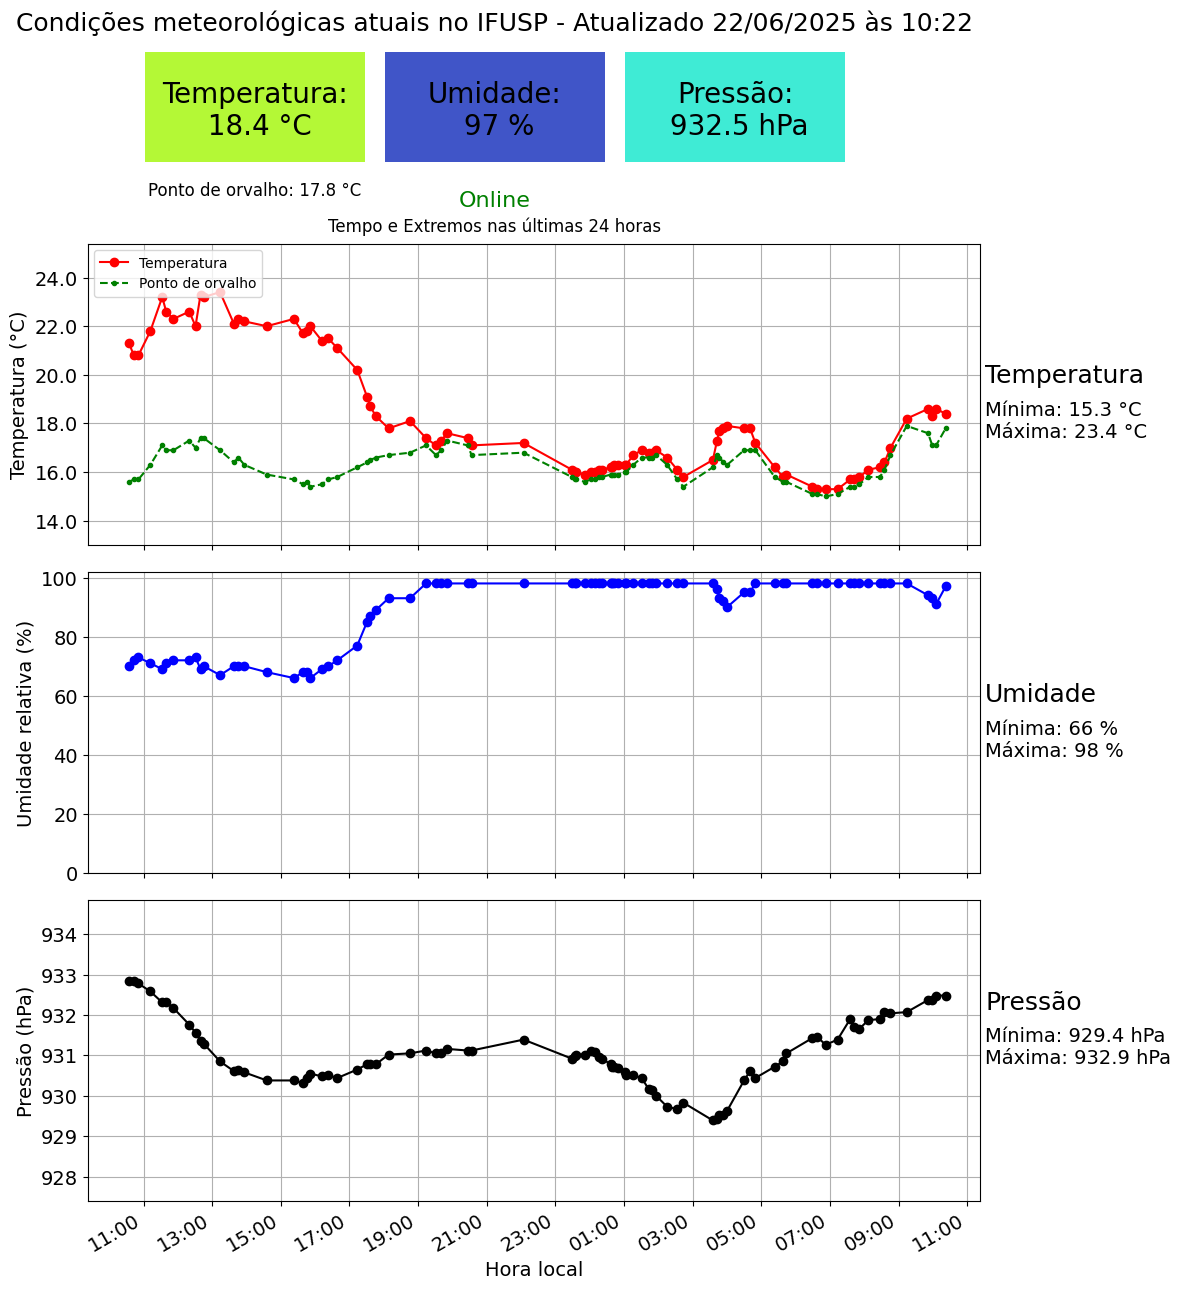 Condições meteorológicas atuais no IFUSP - Atualizado 22/06/2025 às 10:22
Temperatura:
18.4 °C
Umidade:
97 %
Pressão:
932.5 hPa
Ponto de orvalho: 17.8 °C
Online
Tempo e Extremos nas últimas 24 horas
Temperatura
Ponto de orvalho
Temperatura (°C)
24.0
22.0
20.0
18.0
16.0
14.0
Temperatura
Mínima: 15.3 °C
Máxima: 23.4 °C
Umidade relativa (%)
100
80
60
40
20
0
Umidade
Mínima: 66 %
Máxima: 98 %
Pressão (hPa)
934
933
932
931
930
929
928
Pressão
Mínima: 929.4 hPa
Máxima: 932.9 hPa
11:00 13:00 15:00 17:00 19:00 21:00 23:00 01:00 03:00 05:00 07:00 09:00 11:00
Hora local